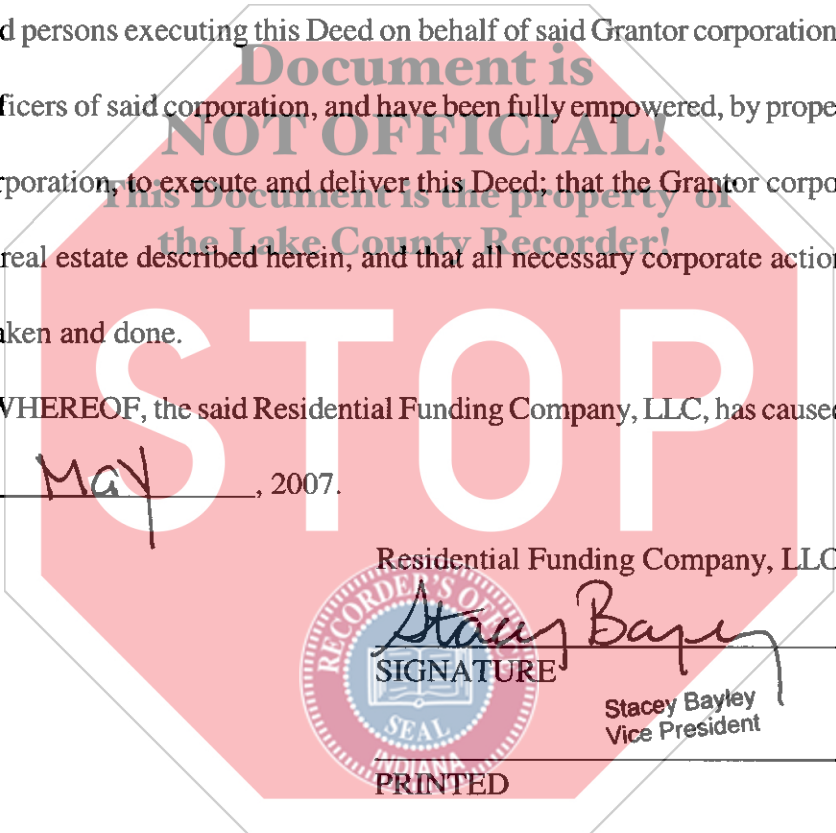 d persons executing this Deed on behalf of said Grantor corporation
Document is
ficers of said corporation, and have been fully empowered, by prope
NOT OFFICIAL!
rporation, to execute and deliver this Deed; that the Grantor corpo
This Document is the property of
the Lake County Recorder!
real estate described herein, and that all necessary corporate action
aken and done.
STOP
WHEREOF, the said Residential Funding Company, LLC, has caused
May, 2007.
Residential Funding Company, LLC
RECORDER'S OFFICE
Stacey Bayley
SIGNATURE
Stacey Bayley
Vice President
SEAL
INDIANA
PRINTED